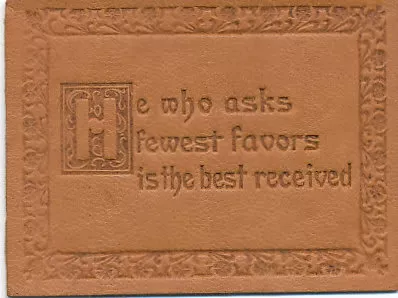 He who asks
fewest favors
is the best received